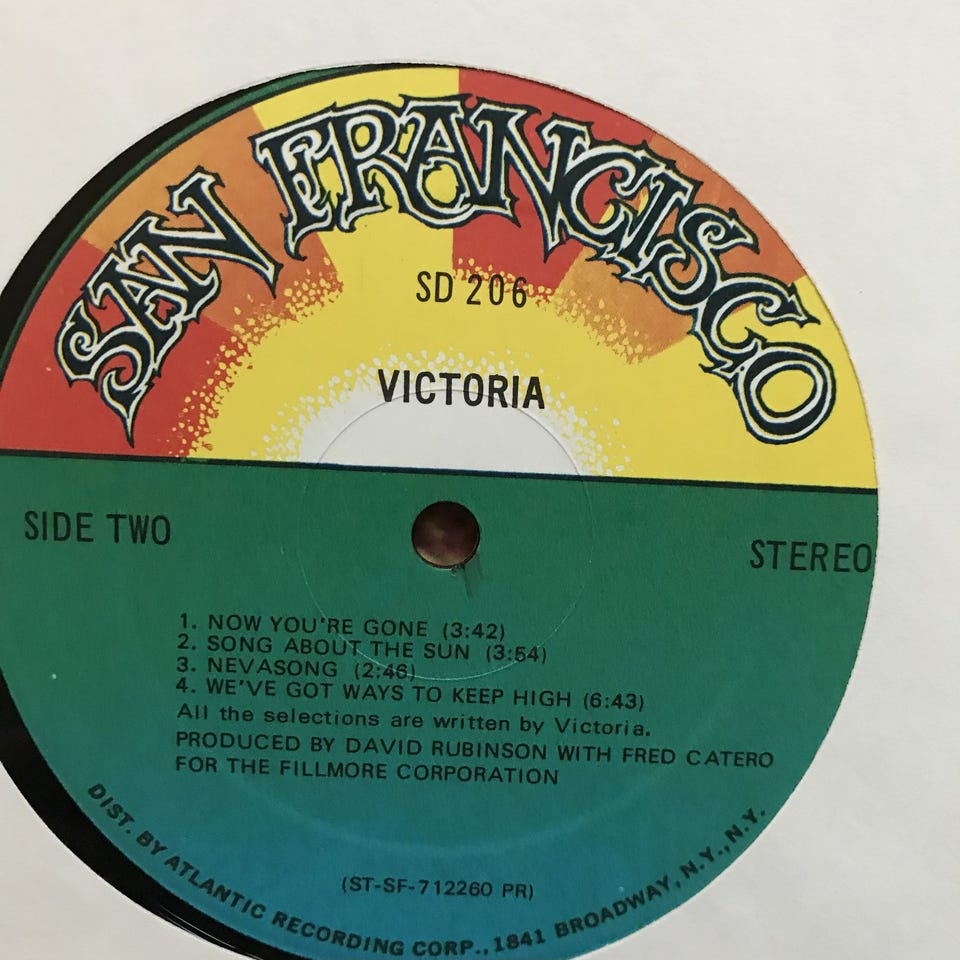 SAN FRANCISCO
SD 206
VICTORIA
SIDE TWO
STEREO
1. NOW YOU'RE GONE (3:42)
2. SONG ABOUT THE SUN (3:54)
3. NEVASONG (2:46)
4. WE'VE GOT WAYS TO KEEP HIGH (6:43)
All the selections are written by Victoria.
PRODUCED BY DAVID RUBINSON WITH FRED CATERO
FOR THE FILLMORE CORPORATION
(ST-SF-712260 PR)
DIST. BY ATLANTIC RECORDING CORP., 1841 BROADWAY, N.Y., N.Y.